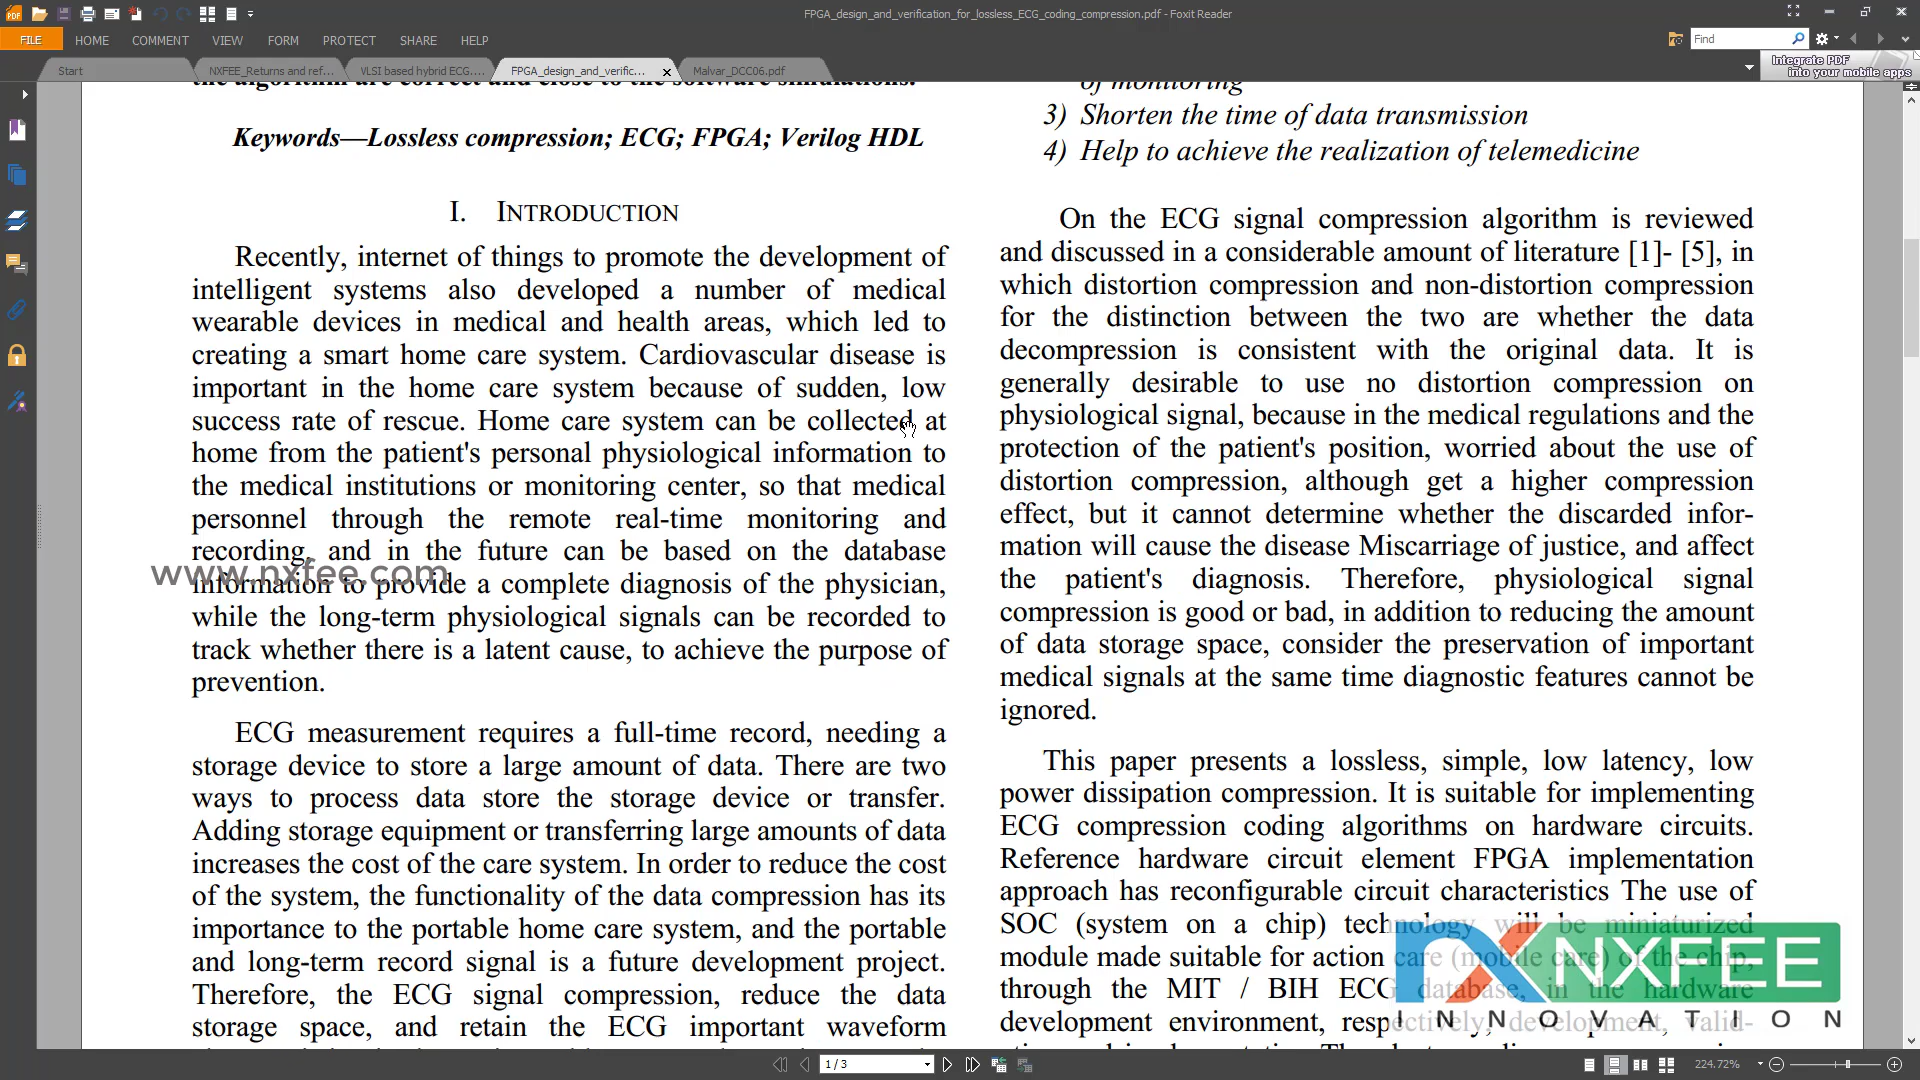 FPGA_design_and_verification_for_lossless_ECG_coding_compression.pdf - Foxit Reader
FILE HOME COMMENT VIEW FORM PROTECT SHARE HELP
Find
Start
NXFEE_Returns and ref...
VLSI based hybrid ECG....
FPGA_design_and_verific...
Malvar_DCC06.pdf
Integrate PDF
into your mobile apps
the algorithm are correct and close to the software simulations.
Keywords—Lossless compression; ECG; FPGA; Verilog HDL
I. INTRODUCTION
Recently, internet of things to promote the development of
intelligent systems also developed a number of medical
wearable devices in medical and health areas, which led to
creating a smart home care system. Cardiovascular disease is
important in the home care system because of sudden, low
success rate of rescue. Home care system can be collected at
home from the patient's personal physiological information to
the medical institutions or monitoring center, so that medical
personnel through the remote real-time monitoring and
recording, and in the future can be based on the database
information to provide a complete diagnosis of the physician,
while the long-term physiological signals can be recorded to
track whether there is a latent cause, to achieve the purpose of
prevention.
ECG measurement requires a full-time record, needing a
storage device to store a large amount of data. There are two
ways to process data store the storage device or transfer.
Adding storage equipment or transferring large amounts of data
increases the cost of the care system. In order to reduce the cost
of the system, the functionality of the data compression has its
importance to the portable home care system, and the portable
and long-term record signal is a future development project.
Therefore, the ECG signal compression, reduce the data
storage space, and retain the ECG important waveform
of monitoring
3) Shorten the time of data transmission
4) Help to achieve the realization of telemedicine
On the ECG signal compression algorithm is reviewed
and discussed in a considerable amount of literature [1]- [5], in
which distortion compression and non-distortion compression
for the distinction between the two are whether the data
decompression is consistent with the original data. It is
generally desirable to use no distortion compression on
physiological signal, because in the medical regulations and the
protection of the patient's position, worried about the use of
distortion compression, although get a higher compression
effect, but it cannot determine whether the discarded infor-
mation will cause the disease Miscarriage of justice, and affect
the patient's diagnosis. Therefore, physiological signal
compression is good or bad, in addition to reducing the amount
of data storage space, consider the preservation of important
medical signals at the same time diagnostic features cannot be
ignored.
This paper presents a lossless, simple, low latency, low
power dissipation compression. It is suitable for implementing
ECG compression coding algorithms on hardware circuits.
Reference hardware circuit element FPGA implementation
approach has reconfigurable circuit characteristics The use of
SOC (system on a chip) technology will be miniaturized
module made suitable for action care (mobile care) of the chip,
through the MIT / BIH ECG database, in the hardware
development environment, respectively, development, valid-
www.nxfee.com
NXFEE
INNOVATION
1 / 3
224.72%